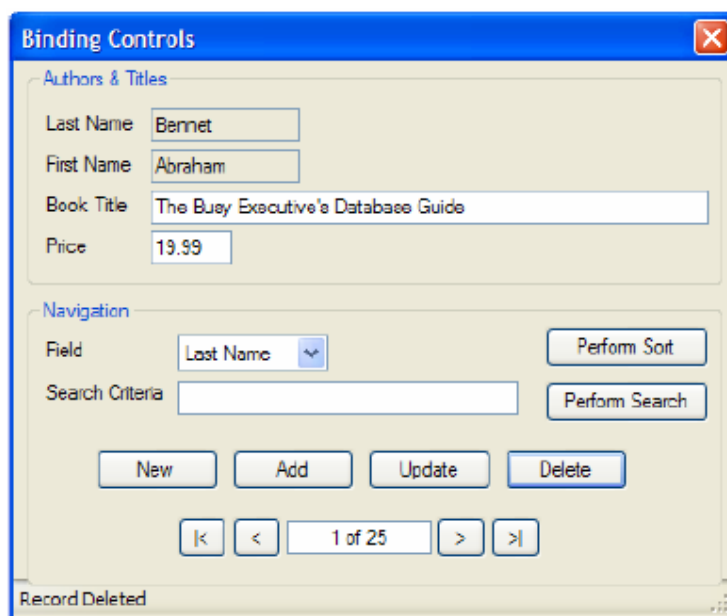 Binding Controls
Authors & Titles
Last Name Bennet
First Name Abraham
Book Title The Busy Executive's Database Guide
Price 19.99
Navigation
Field Last Name Perform Sort
Search Criteria Perform Search
New Add Update Delete
|< < 1 of 25 > >|
Record Deleted